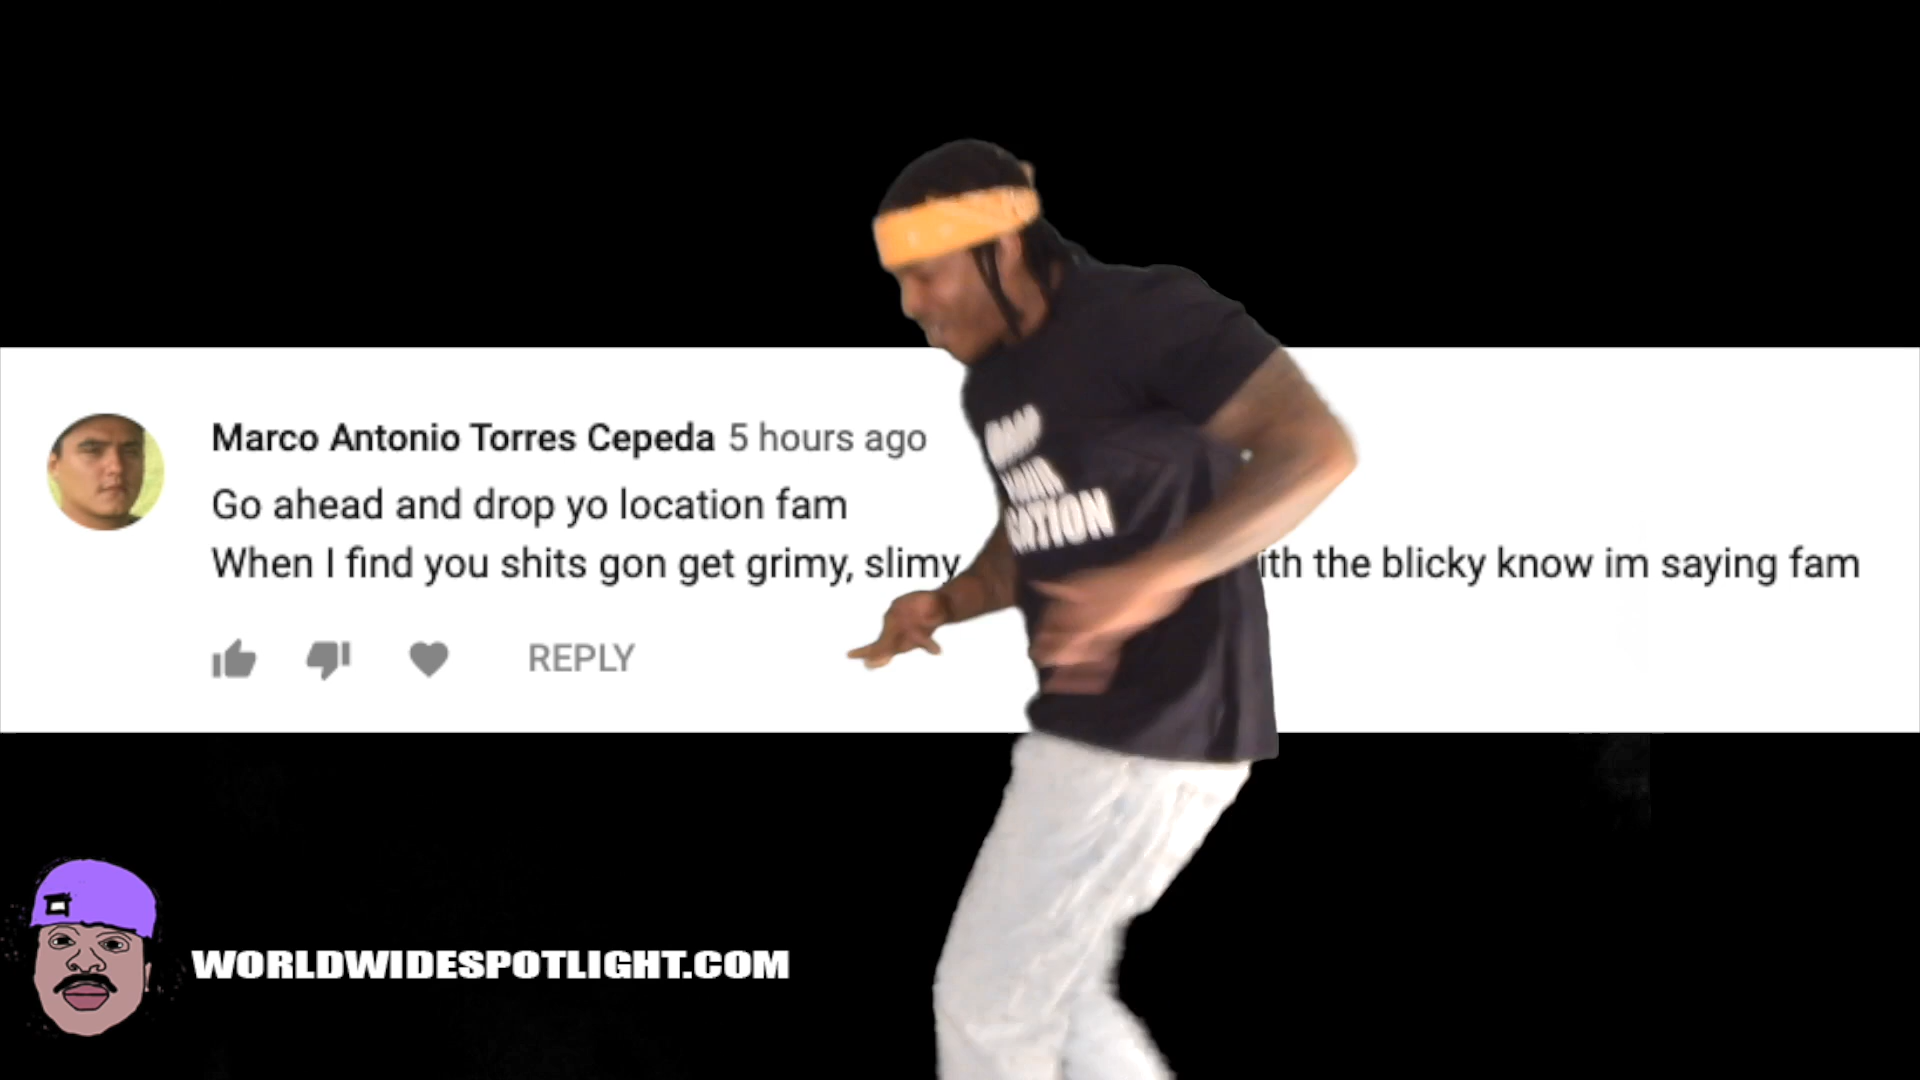 Marco Antonio Torres Cepeda 5 hours ago
Go ahead and drop yo location fam
When I find you shits gon get grimy, slimy
the blicky know im saying fam
REPLY
WORLDWIDESPOTLIGHT.COM